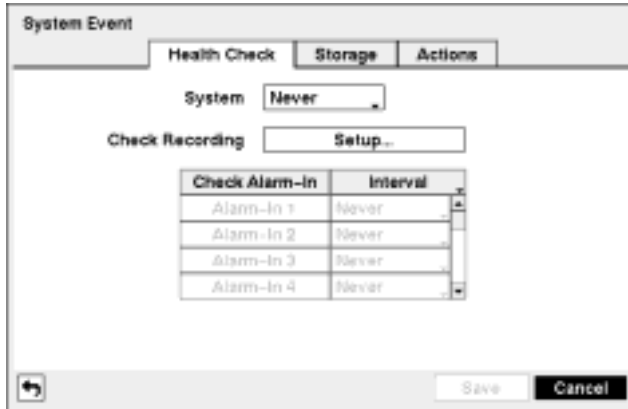 System Event
Health Check Storage Actions
System Never
Check Recording Setup...
Check Alarm-In Interval
Alarm-In 1 Never
Alarm-In 2 Never
Alarm-In 3 Never
Alarm-In 4 Never
Save Cancel